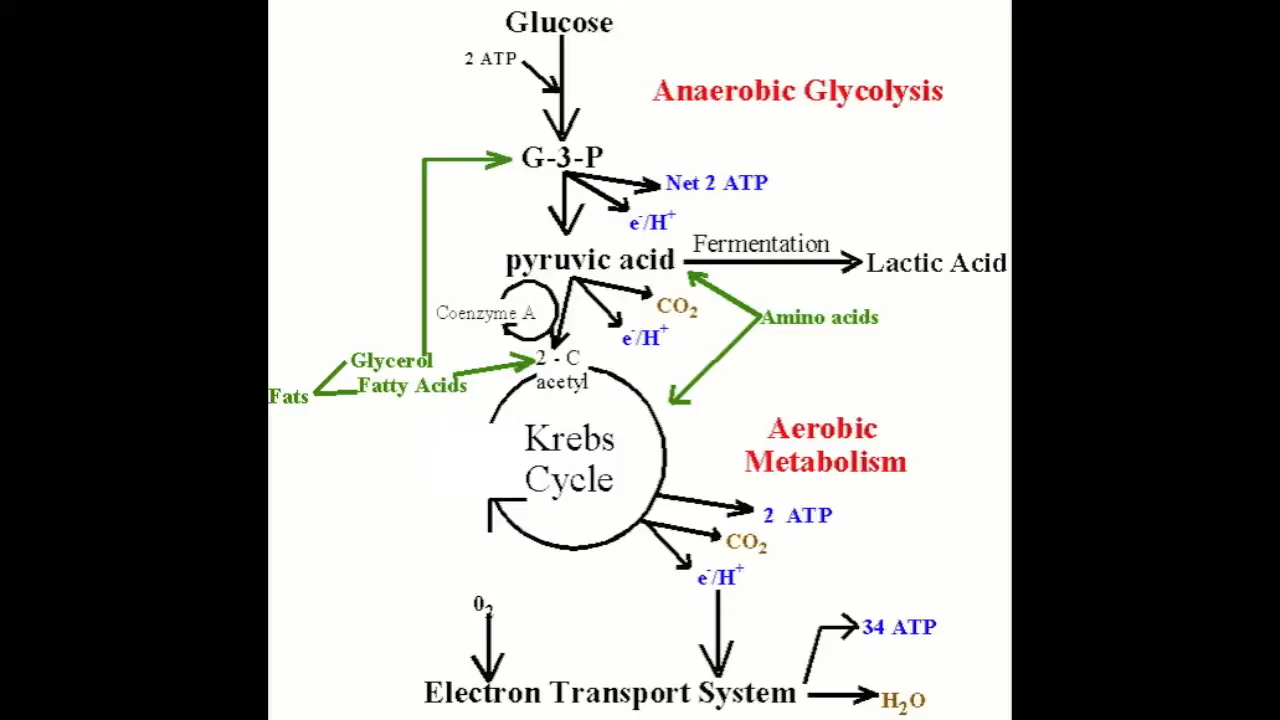 Glucose
2 ATP
Anaerobic Glycolysis
G-3-P
Net 2 ATP
e⁻/H⁺
pyruvic acid
Fermentation
Lactic Acid
Coenzyme A
CO₂
e⁻/H⁺
Amino acids
2 - C
acetyl
Glycerol
Fatty Acids
Fats
Krebs
Cycle
Aerobic
Metabolism
2 ATP
CO₂
e⁻/H⁺
0₂
34 ATP
Electron Transport System
H₂O